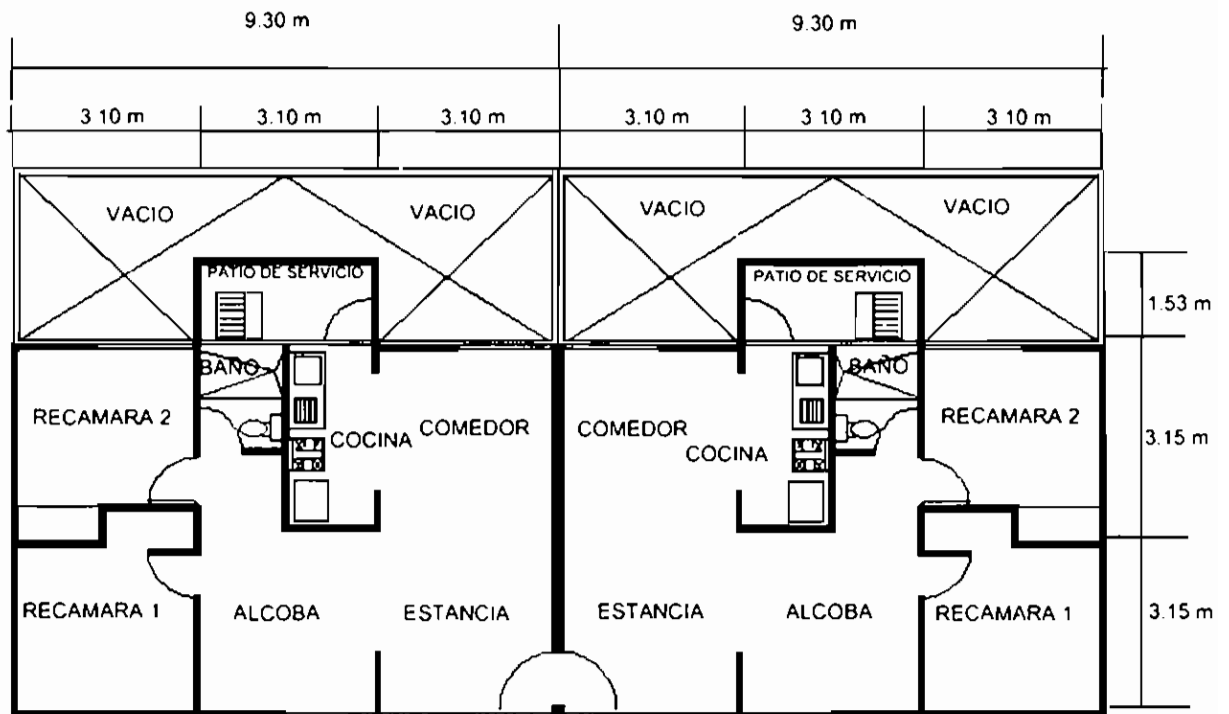 9.30 m 9.30 m
3.10 m 3.10 m 3.10 m 3.10 m 3.10 m 3.10 m
VACIO VACIO VACIO VACIO
PATIO DE SERVICIO PATIO DE SERVICIO
1.53 m
BAÑO BAÑO
RECAMARA 2 COCINA COMEDOR COMEDOR COCINA RECAMARA 2
3.15 m
RECAMARA 1 ALCOBA ESTANCIA ESTANCIA ALCOBA RECAMARA 1
3.15 m